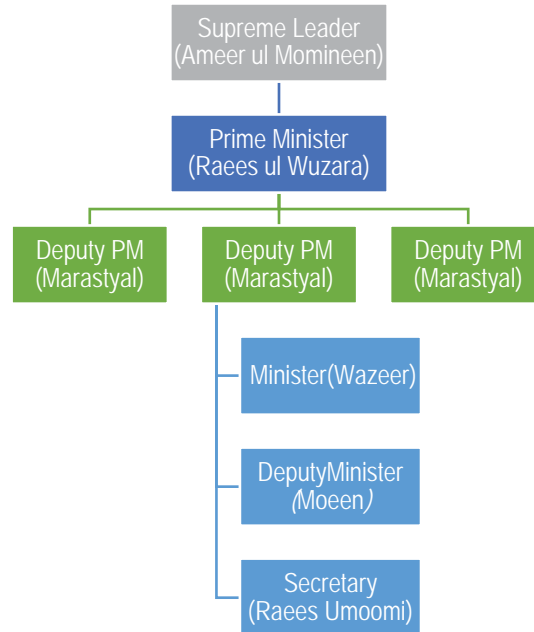 Supreme Leader
(Ameer ul Momineen)
Prime Minister
(Raees ul Wuzara)
Deputy PM
(Marastyal)
Deputy PM
(Marastyal)
Deputy PM
(Marastyal)
Minister(Wazeer)
DeputyMinister
(Moeen)
Secretary
(Raees Umoomi)